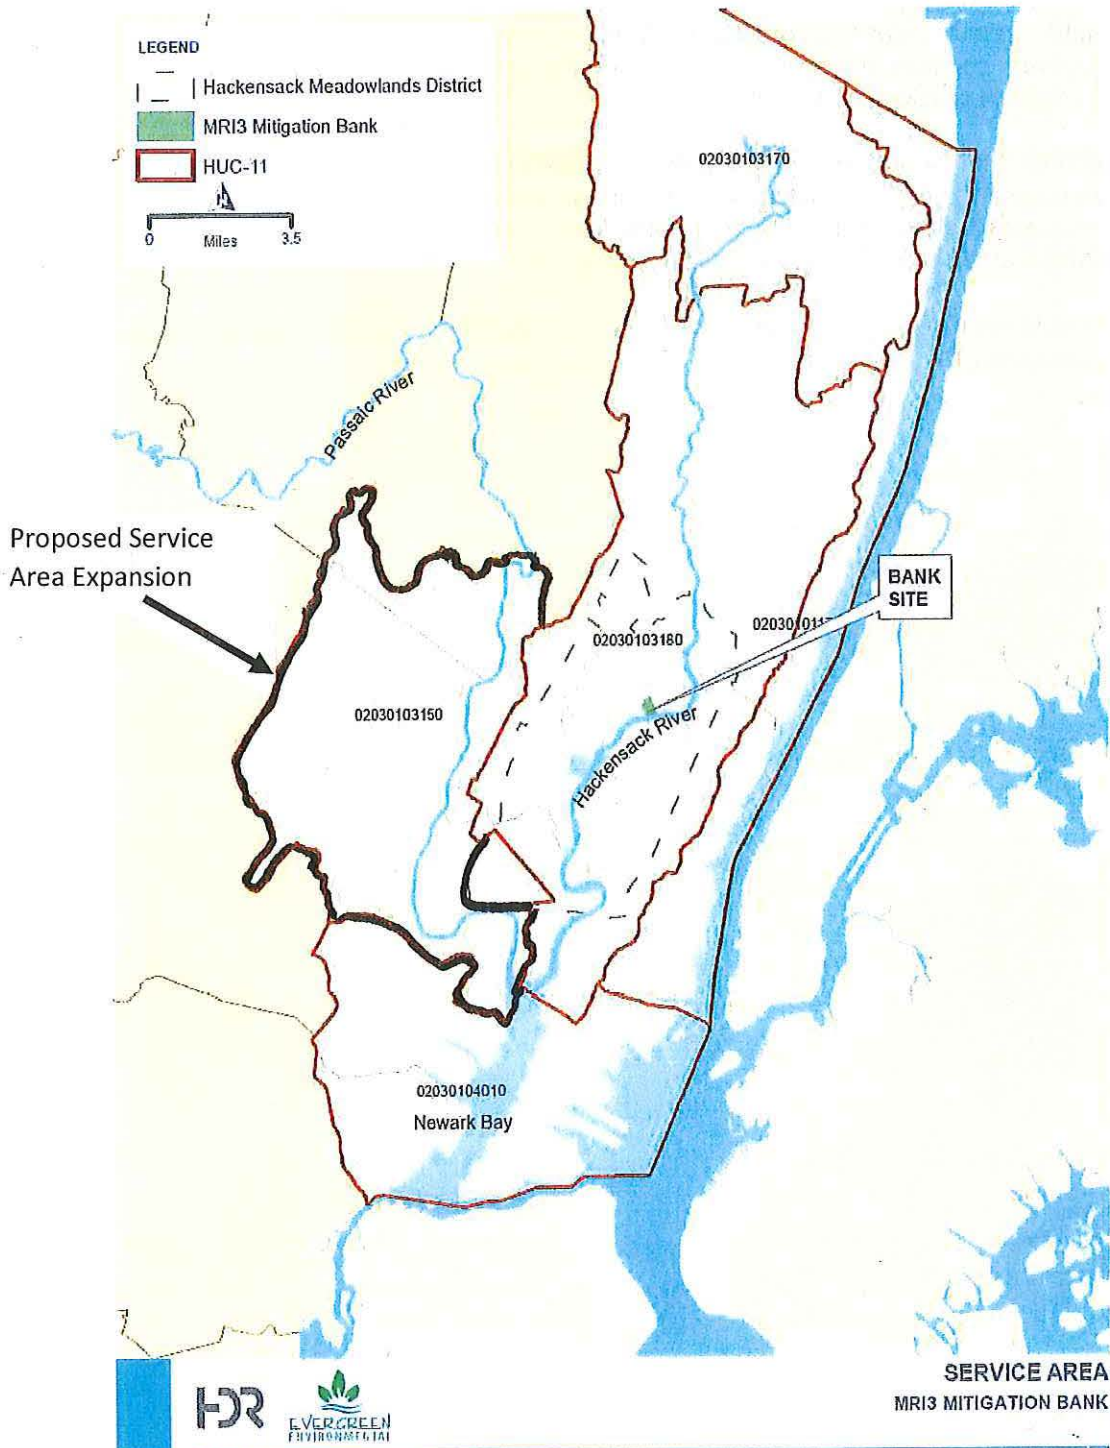 LEGEND
Hackensack Meadowlands District
MRI3 Mitigation Bank
HUC-11
N
0 Miles 3.5
02030103170
Passaic River
Proposed Service
Area Expansion
BANK
SITE
02030103180
02030103150
Hackensack River
02030104010
Newark Bay
HDR
EVERGREEN
ENVIRONMENTAL
SERVICE AREA
MRI3 MITIGATION BANK